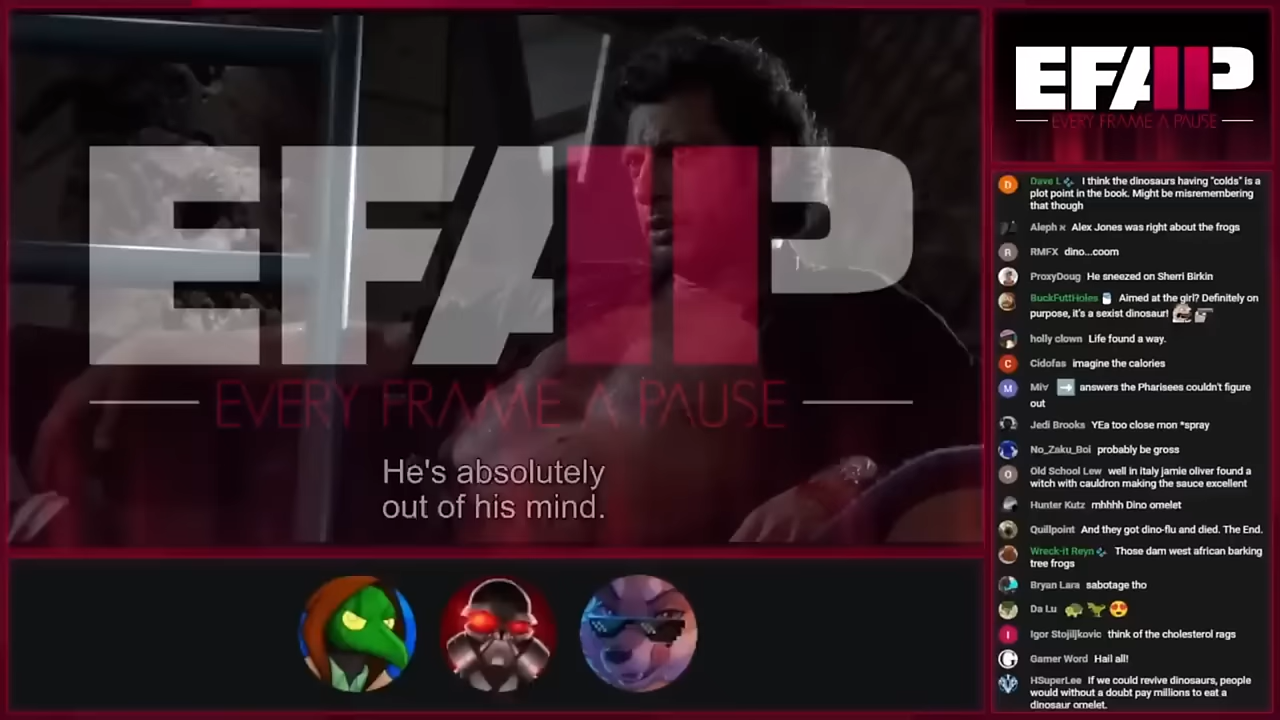 EFAP
EVERY FRAME A PAUSE
He's absolutely
out of his mind.
EFAP
EVERY FRAME A PAUSE
Dave L I think the dinosaurs having "colds" is a
plot point in the book. Might be misremembering
that though
Aleph א Alex Jones was right about the frogs
RMFX dino...coom
ProxyDoug He sneezed on Sherri Birkin
BuckFuttHoles Aimed at the girl? Definitely on
purpose, it's a sexist dinosaur!
holly clown Life found a way.
Cidofas imagine the calories
Miv ➡ answers the Pharisees couldn't figure
out
Jedi Brooks YEa too close mon *spray
No_Zaku_Boi probably be gross
Old School Lew well in italy jamie oliver found a
witch with cauldron making the sauce excellent
Hunter Kutz mhhhh Dino omelet
Quillpoint And they got dino-flu and died. The End.
Wreck-it Reyn Those dam west african barking
tree frogs
Bryan Lara sabotage tho
Da Lu 🐢🦖😍
Igor Stojiljkovic think of the cholesterol rags
Gamer Word Hail all!
HSuperLee If we could revive dinosaurs, people
would without a doubt pay millions to eat a
dinosaur omelet.